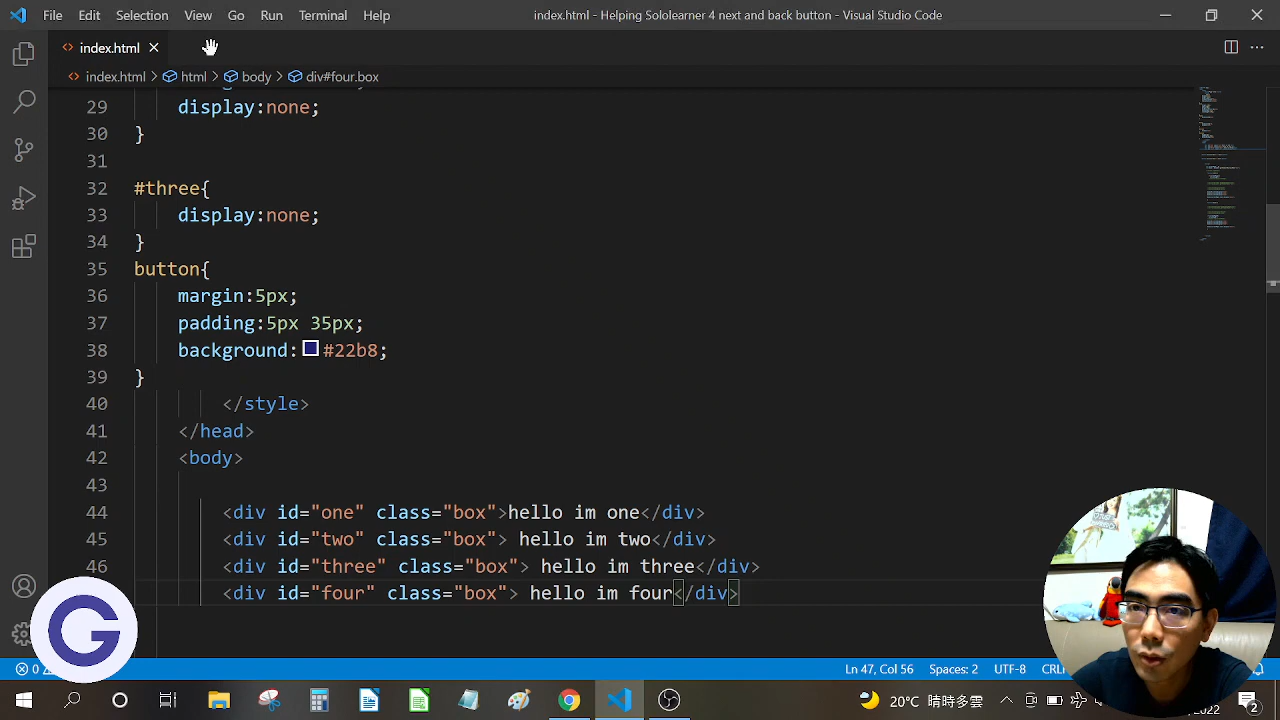 File Edit Selection View Go Run Terminal Help index.html - Helping Sololearner 4 next and back button - Visual Studio Code
index.html
index.html > html > body > div#four.box
29 display:none;
30 }
31
32 #three{
33 display:none;
34 }
35 button{
36 margin:5px;
37 padding:5px 35px;
38 background: #22b8;
39 }
40 </style>
41 </head>
42 <body>
43
44 <div id="one" class="box">hello im one</div>
45 <div id="two" class="box"> hello im two</div>
46 <div id="three" class="box"> hello im three</div>
<div id="four" class="box"> hello im four</div>
G
0
Ln 47, Col 56 Spaces: 2 UTF-8
20°C 時時多雲
2